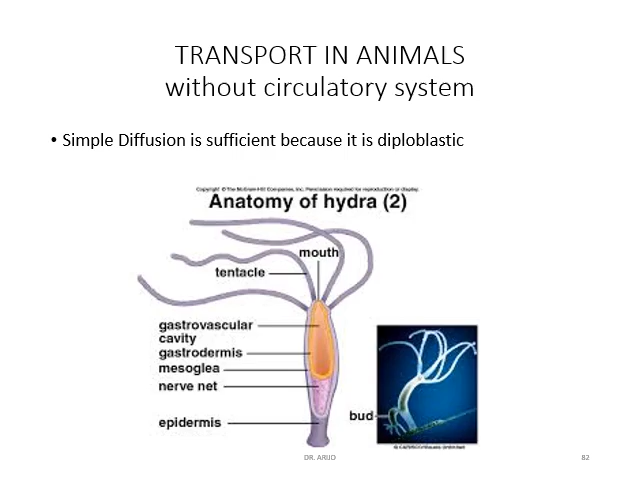 TRANSPORT IN ANIMALS
without circulatory system
• Simple Diffusion is sufficient because it is diploblastic
Copyright © The McGraw-Hill Companies, Inc. Permission required for reproduction or display.
Anatomy of hydra (2)
mouth
tentacle
gastrovascular
cavity
gastrodermis
mesoglea
nerve net
bud
epidermis
DR. ARIJO
82